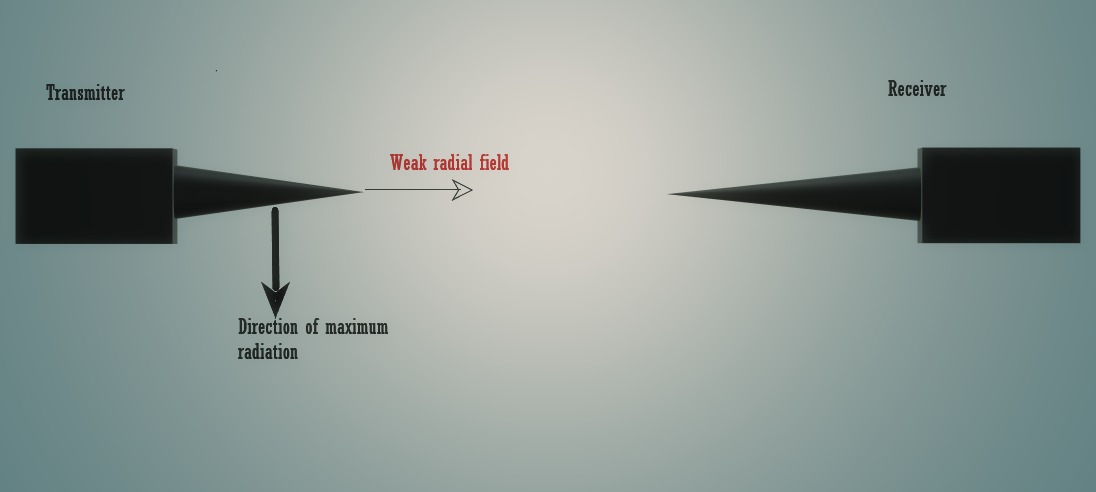 Transmitter
Receiver
Weak radial field
Direction of maximum
radiation